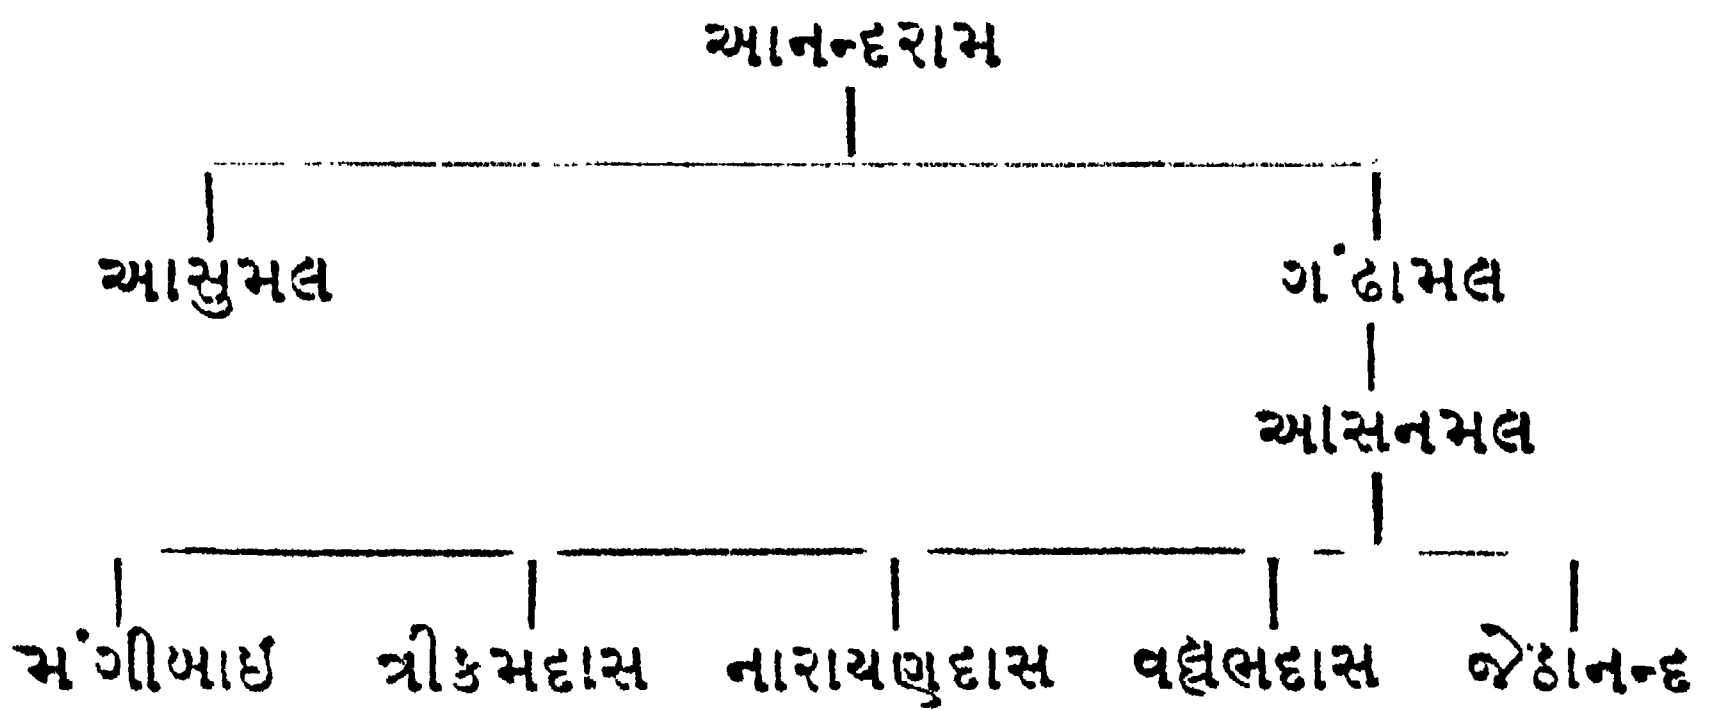 આનન્દરામ
આસુમલ ગંઢામલ
આસનમલ
મંગીબાઇ ત્રીકમદાસ નારાયણદાસ વલ્લભદાસ જેઠાનન્દ